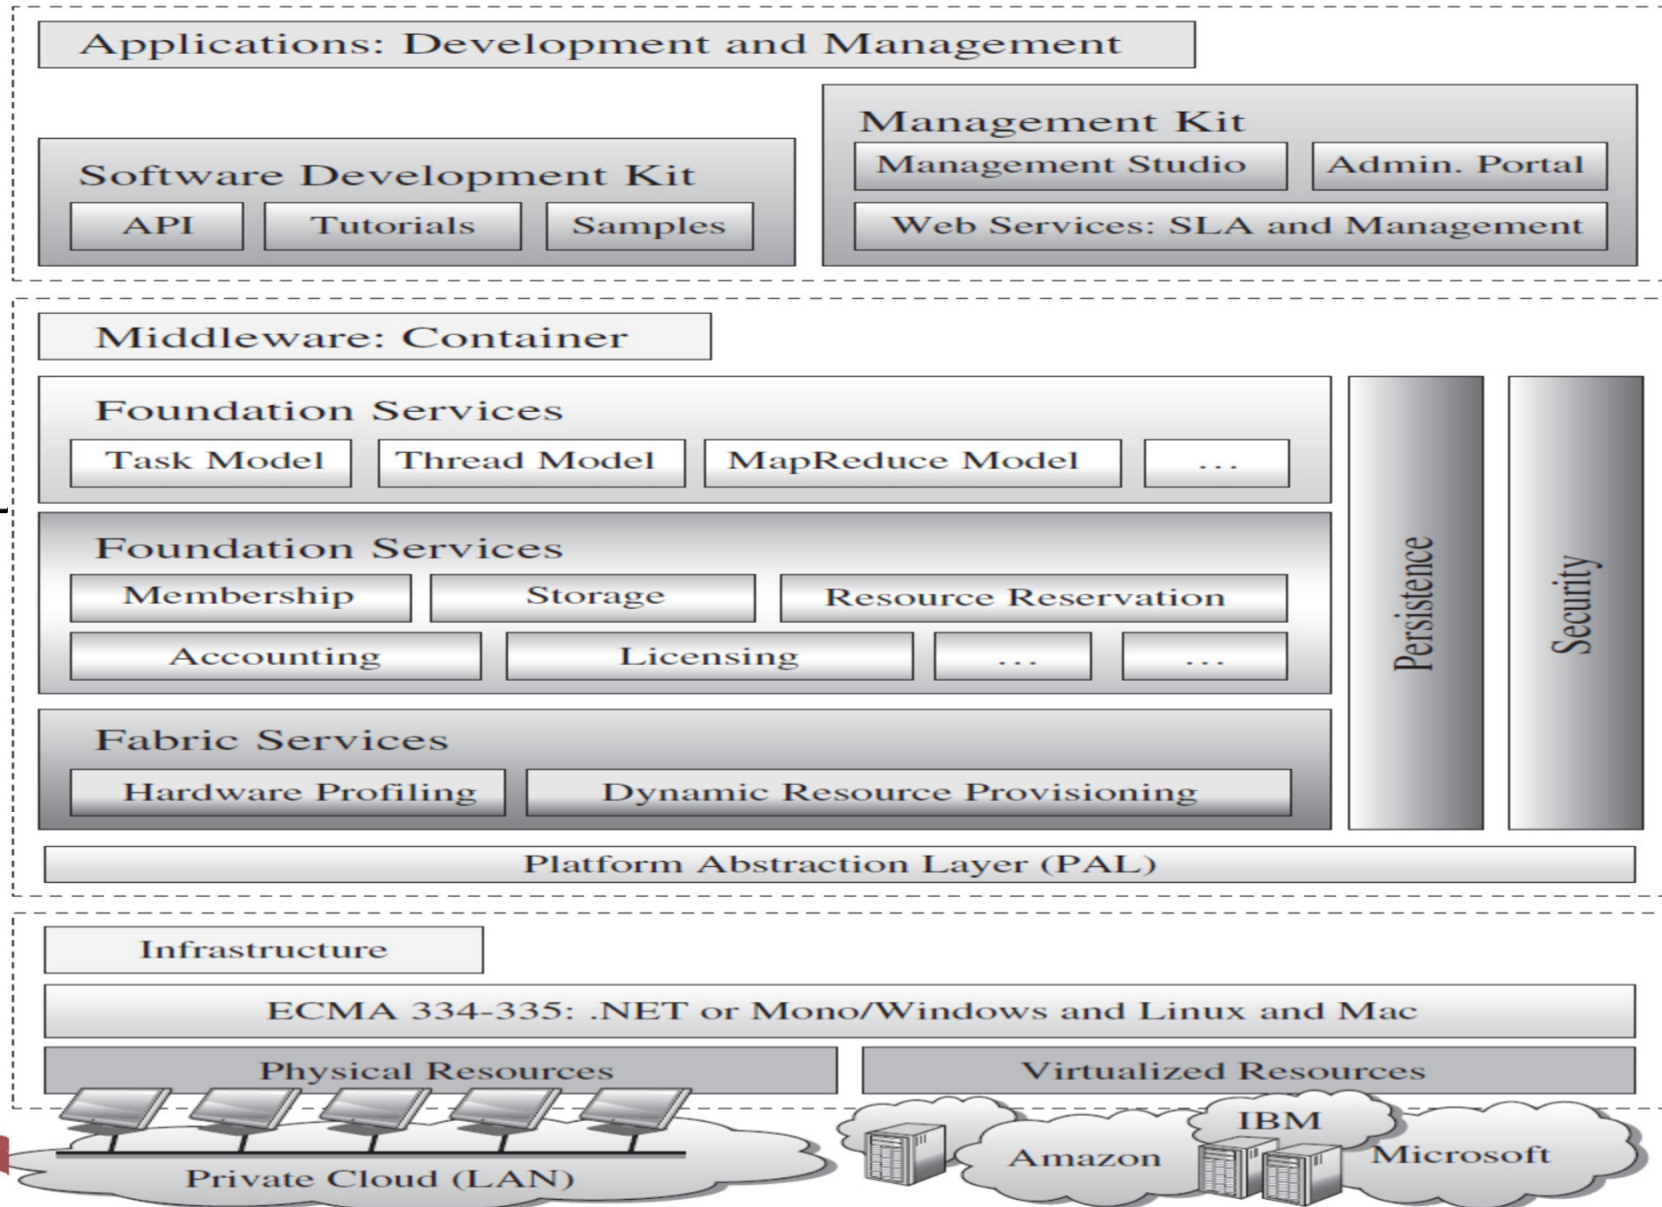 Applications: Development and Management
Management Kit
Management Studio
Admin. Portal
Web Services: SLA and Management
Software Development Kit
API
Tutorials
Samples
Middleware: Container
Foundation Services
Task Model
Thread Model
MapReduce Model
...
Foundation Services
Membership
Storage
Resource Reservation
Accounting
Licensing
...
...
Fabric Services
Hardware Profiling
Dynamic Resource Provisioning
Persistence
Security
Platform Abstraction Layer (PAL)
Infrastructure
ECMA 334-335: .NET or Mono/Windows and Linux and Mac
Physical Resources
Virtualized Resources
Private Cloud (LAN)
Amazon
IBM
Microsoft